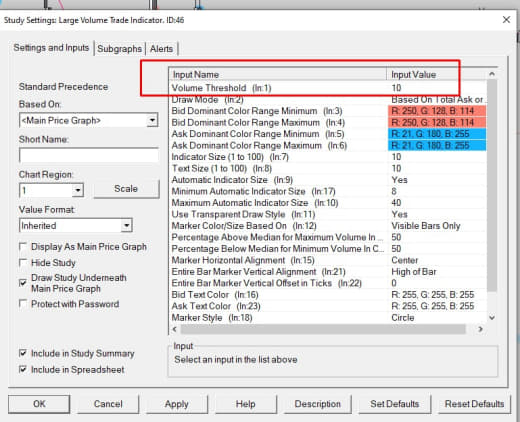 Study Settings: Large Volume Trade Indicator. ID:46
Settings and Inputs
Subgraphs
Alerts
Standard Precedence
Based On:
<Main Price Graph>
Short Name:
Chart Region:
1
Scale
Value Format:
Inherited
Display As Main Price Graph
Hide Study
Draw Study Underneath
Main Price Graph
Protect with Password
Include in Study Summary
Include in Spreadsheet
Input Name Input Value
Volume Threshold (In:1) 10
Draw Mode (In:2) Based On Total Ask or
Bid Dominant Color Range Minimum (In:3) R: 250, G: 128, B: 114
Bid Dominant Color Range Maximum (In:4) R: 250, G: 128, B: 114
Ask Dominant Color Range Minimum (In:5) R: 21, G: 180, B: 255
Ask Dominant Color Range Maximum (In:6) R: 21, G: 180, B: 255
Indicator Size (1 to 100) (In:7) 10
Text Size (1 to 100) (In:8) 10
Automatic Indicator Size (In:9) Yes
Minimum Automatic Indicator Size (In:17) 8
Maximum Automatic Indicator Size (In:10) 40
Use Transparent Draw Style (In:11) Yes
Marker Color/Size Based On (In:12) Visible Bars Only
Percentage Above Median for Maximum Volume In ... 50
Percentage Below Median for Minimum Volume in C... 50
Marker Horizontal Alignment (In:15) Center
Entire Bar Marker Vertical Alignment (In:21) High of Bar
Entire Bar Marker Vertical Offset in Ticks (In:22) 0
Bid Text Color (In:16) R: 255, G: 255, B: 255
Ask Text Color (In:23) R: 255, G: 255, B: 255
Marker Style (In:18) Circle
Input
Select an input in the list above
OK
Cancel
Apply
Help
Description
Set Defaults
Reset Defaults